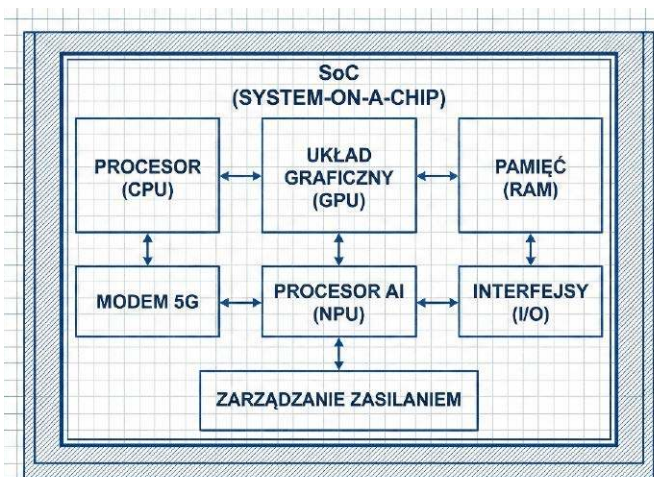 SoC
(SYSTEM-ON-A-CHIP)
PROCESOR
(CPU)
UKŁAD
GRAFICZNY
(GPU)
PAMIĘĆ
(RAM)
MODEM 5G
PROCESOR AI
(NPU)
INTERFEJSY
(I/O)
ZARZĄDZANIE ZASILANIEM